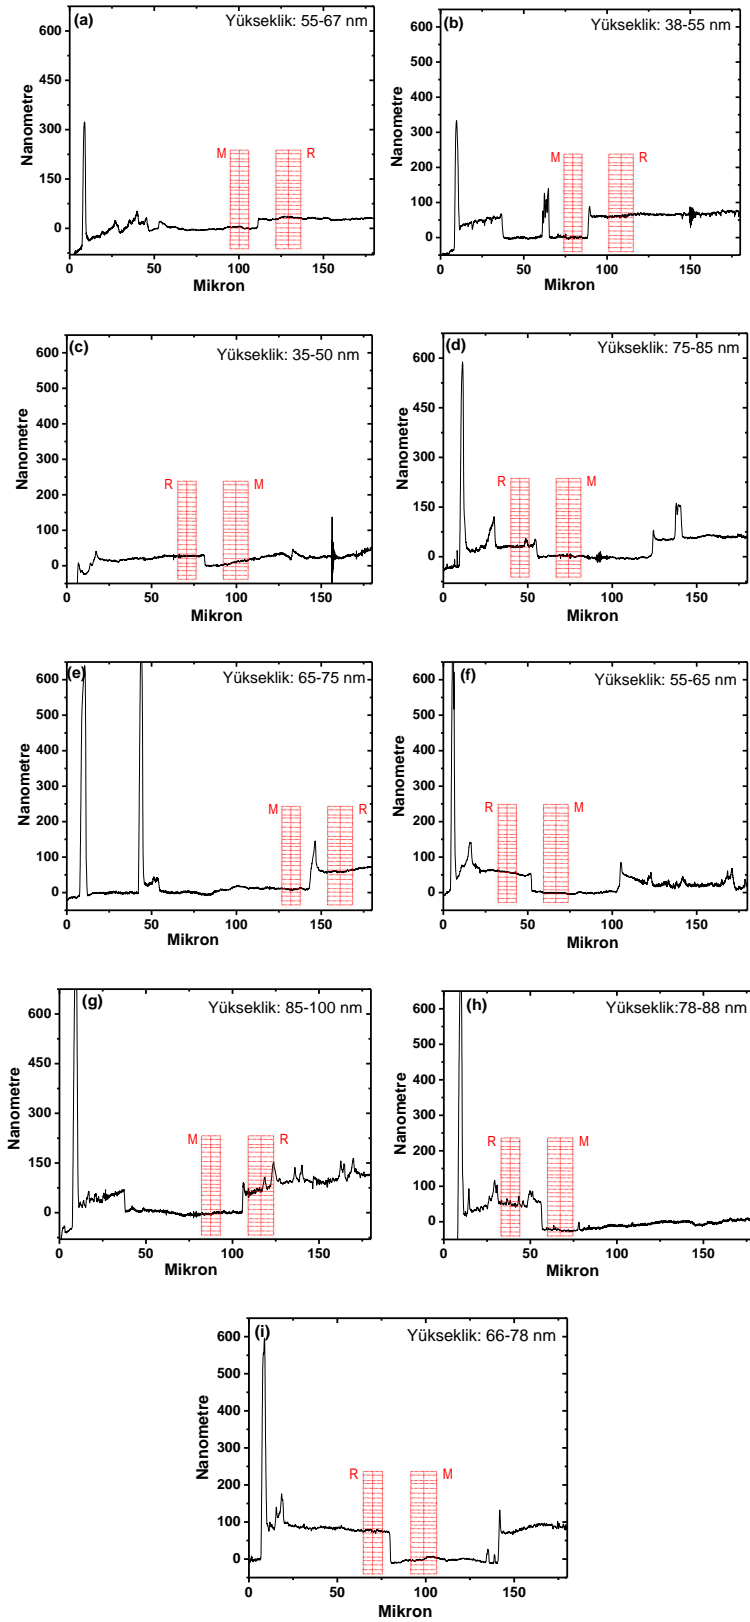 (a)
Yükseklik: 55-67 nm
Nanometre
600
450
300
150
0
M
R
0
50
100
150
Mikron
(b)
Yükseklik: 38-55 nm
Nanometre
600
500
400
300
200
100
0
M
R
0
50
100
150
Mikron
(c)
Yükseklik: 35-50 nm
Nanometre
600
500
400
300
200
100
0
R
M
0
50
100
150
Mikron
(d)
Yükseklik: 75-85 nm
Nanometre
600
450
300
150
0
R
M
0
50
100
150
Mikron
(e)
Yükseklik: 65-75 nm
Nanometre
600
500
400
300
200
100
0
M
R
0
50
100
150
Mikron
(f)
Yükseklik: 55-65 nm
Nanometre
600
500
400
300
200
100
0
R
M
0
50
100
150
Mikron
(g)
Yükseklik: 85-100 nm
Nanometre
600
450
300
150
0
M
R
0
50
100
150
Mikron
(h)
Yükseklik:78-88 nm
Nanometre
600
500
400
300
200
100
0
R
M
0
50
100
150
Mikron
(i)
Yükseklik: 66-78 nm
Nanometre
600
500
400
300
200
100
0
R
M
0
50
100
150
Mikron